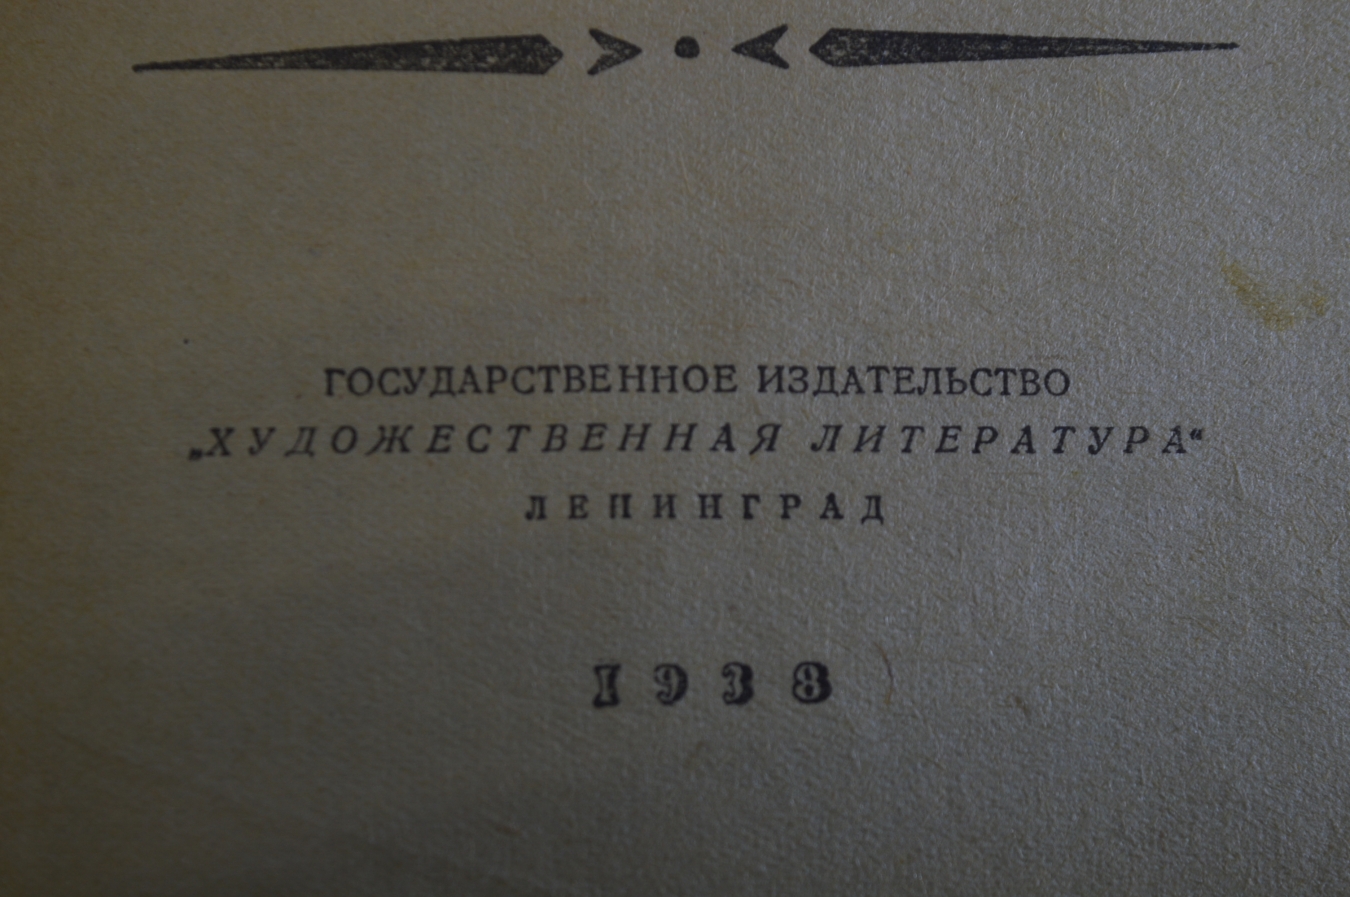 ГОСУДАРСТВЕННОЕ ИЗДАТЕЛЬСТВО
„ХУДОЖЕСТВЕННАЯ ЛИТЕРАТУРА“
ЛЕНИНГРАД
1938